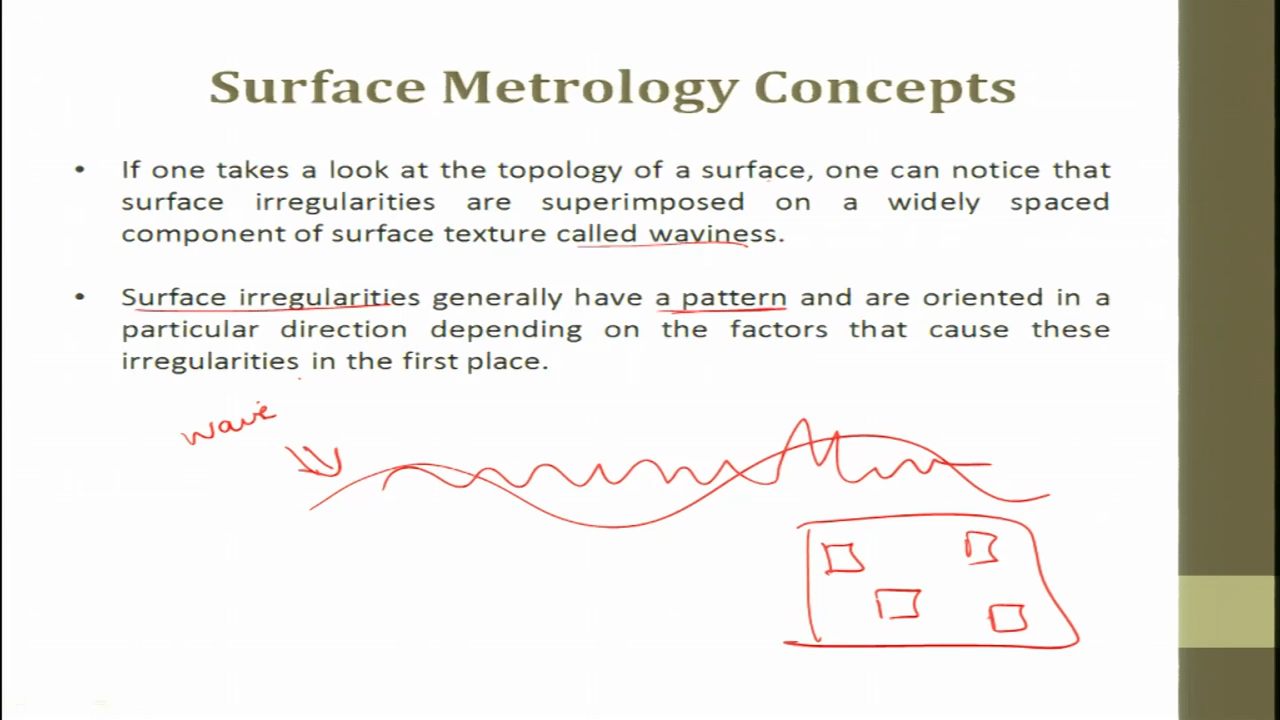 Surface Metrology Concepts
• If one takes a look at the topology of a surface, one can notice that
surface irregularities are superimposed on a widely spaced
component of surface texture called waviness.
• Surface irregularities generally have a pattern and are oriented in a
particular direction depending on the factors that cause these
irregularities in the first place.
wave